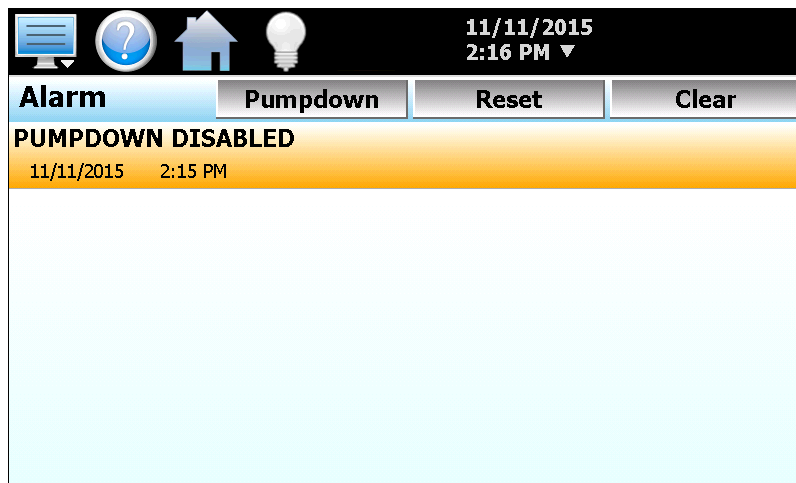 ?
11/11/2015
2:16 PM ▼
Alarm Pumpdown Reset Clear
PUMPDOWN DISABLED
11/11/2015 2:15 PM